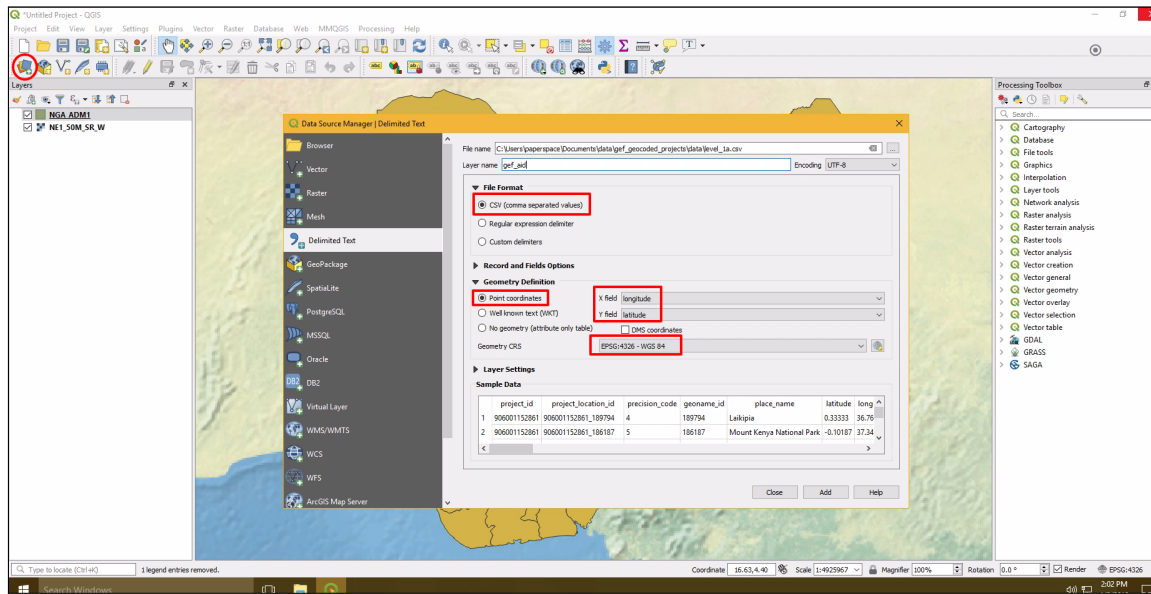 *Untitled Project - QGIS
Project Edit View Layer Settings Plugins Vector Raster Database Web MMQGIS Processing Help
Layers
NGA ADM1
NE1_50M_SR_W
Data Source Manager | Delimited Text
Browser
Vector
Raster
Mesh
Delimited Text
GeoPackage
SpatiaLite
PostgreSQL
MSSQL
Oracle
DB2
Virtual Layer
WMS/WMTS
WCS
WFS
ArcGIS Map Server
File name C:\Users\paperspace\Documents\data\gef_geocoded_projects\data\level_1a.csv
Layer name gef_aid Encoding UTF-8
File Format
CSV (comma separated values)
Regular expression delimiter
Custom delimiters
Record and Fields Options
Geometry Definition
Point coordinates X field longitude
Well known text (WKT) Y field latitude
No geometry (attribute only table) DMS coordinates
Geometry CRS EPSG:4326 - WGS 84
Layer Settings
Sample Data
project_id project_location_id precision_code geoname_id place_name latitude long
1 906001152861 906001152861_189794 4 189794 Laikipia 0.33333 36.76
2 906001152861 906001152861_186187 5 186187 Mount Kenya National Park -0.10187 37.34
Close Add Help
Processing Toolbox
Search...
Cartography
Database
File tools
Graphics
Interpolation
Layer tools
Network analysis
Raster analysis
Raster terrain analysis
Raster tools
Vector analysis
Vector creation
Vector general
Vector geometry
Vector overlay
Vector selection
Vector table
GDAL
GRASS
SAGA
Type to locate (Ctrl+K) 1 legend entries removed. Coordinate 16.63,4.40 Scale 1:4925967 Magnifier 100% Rotation 0.0 ° Render EPSG:4326
Search Windows 2:02 PM